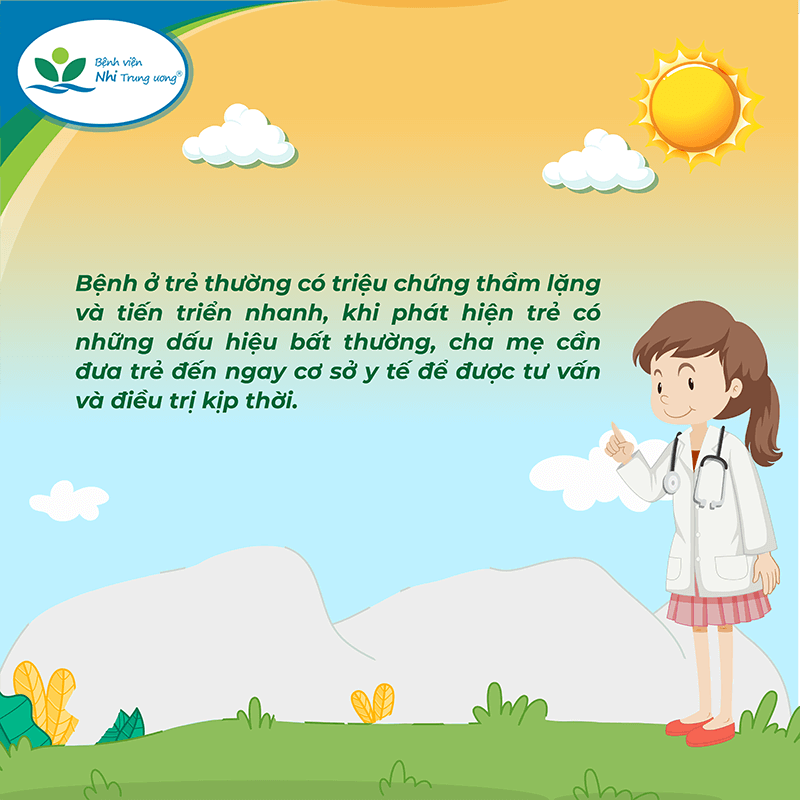 Bệnh viện
Nhi Trung ương®
Bệnh ở trẻ thường có triệu chứng thầm lặng
và tiến triển nhanh, khi phát hiện trẻ có
những dấu hiệu bất thường, cha mẹ cần
đưa trẻ đến ngay cơ sở y tế để được tư vấn
và điều trị kịp thời.